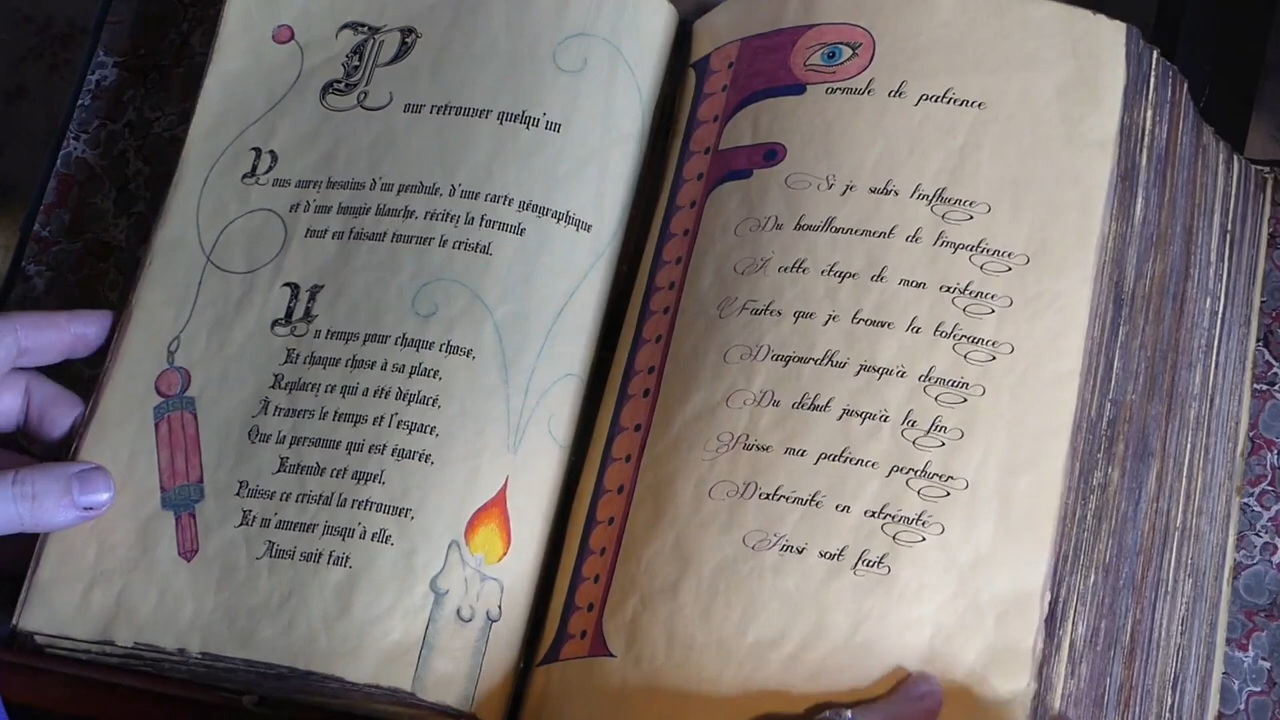 Pour retrouver quelqu'un
Vous aurez besoins d'un pendule, d'une carte géographique
et d'une bougie blanche, récitez la formule
tout en faisant tourner le cristal.
Un temps pour chaque chose,
Et chaque chose à sa place,
Replacez ce qui a été déplacé,
À travers le temps et l'espace,
Que la personne qui est égarée,
Entende cet appel,
Puisse ce cristal la retrouver,
Et m'amener jusqu'à elle.
Ainsi soit fait.
Formule de patience
Si je subis l'influence
Du bouillonnement de l'impatience
À cette étape de mon existence
Faites que je trouve la tolérance
D'aujourd'hui jusqu'à demain
Du début jusqu'à la fin
Puisse ma patience perdurer
D'extrémité en extrémité
Ainsi soit fait